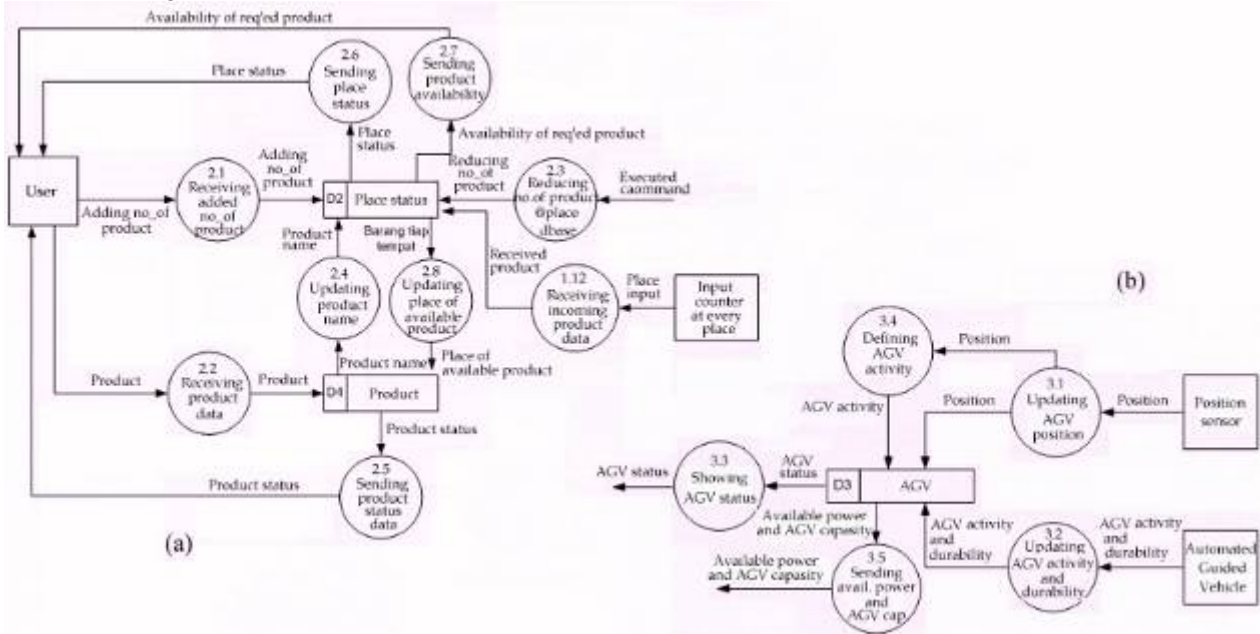 Availability of req'ed product
2.6
Sending
place
status
2.7
Sending
product
availability
Place status
Place
status
Availability of req'ed product
User
Adding no_of
product
2.1
Receiving
added
no_of
product
Adding
no_of
product
D2
Place status
Reducing
no_of
product
2.3
Reducing
no.of product
@place
dbase
Executed
caommand
Product
name
Barang tiap
tempat
Received
product
2.4
Updating
product
name
2.8
Updating
place of
available
product
1.12
Receiving
incoming
product
data
Place
input
Input
counter
at every
place
Product name
Place of
available product
Product
2.2
Receiving
product
data
Product
D4
Product
Product status
2.5
Sending
product
status
data
Product status
(a)
(b)
3.4
Defining
AGV
activity
Position
3.1
Updating
AGV
position
Position
Position
sensor
AGV activity
Position
AGV status
3.3
Showing
AGV status
AGV
status
D3
AGV
Available power
and AGV capacity
AGV activity
and
durability
3.2
Updating
AGV activity
and
durability
AGV activity
and
durability
Automated
Guided
Vehicle
Available power
and AGV capasity
3.5
Sending
avail. power
and
AGV cap.